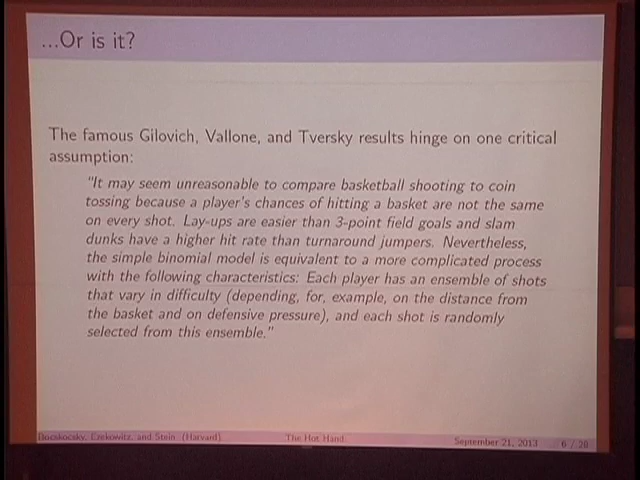 ...Or is it?
The famous Gilovich, Vallone, and Tversky results hinge on one critical
assumption:
"It may seem unreasonable to compare basketball shooting to coin
tossing because a player's chances of hitting a basket are not the same
on every shot. Lay-ups are easier than 3-point field goals and slam
dunks have a higher hit rate than turnaround jumpers. Nevertheless,
the simple binomial model is equivalent to a more complicated process
with the following characteristics: Each player has an ensemble of shots
that vary in difficulty (depending, for, example, on the distance from
the basket and on defensive pressure), and each shot is randomly
selected from this ensemble."
Bocskocsky, Ezekowitz, and Stein (Harvard) The Hot Hand September 21, 2013 6 / 20